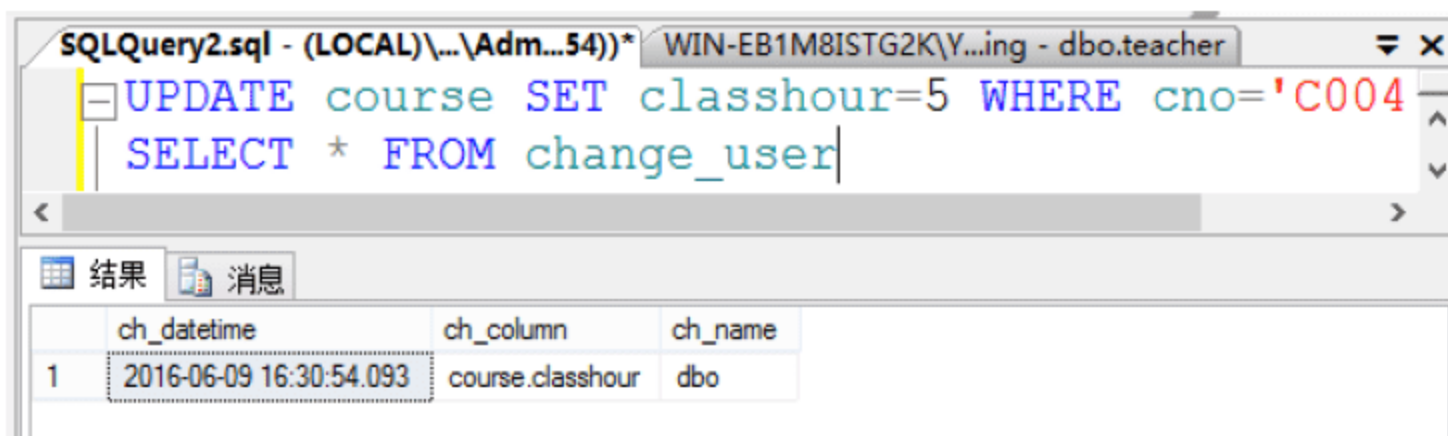 SQLQuery2.sql - (LOCAL)\...\Adm...54))* WIN-EB1M8ISTG2K\Y...ing - dbo.teacher
UPDATE course SET classhour=5 WHERE cno='C004
SELECT * FROM change_user
结果 消息
ch_datetime ch_column ch_name
1 2016-06-09 16:30:54.093 course.classhour dbo